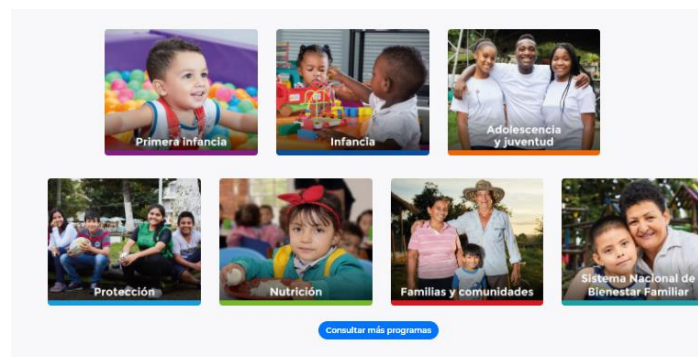 Primera infancia
Infancia
Adolescencia
y juventud
Protección
Nutrición
Familias y comunidades
Sistema Nacional de
Bienestar Familiar
Consultar más programas